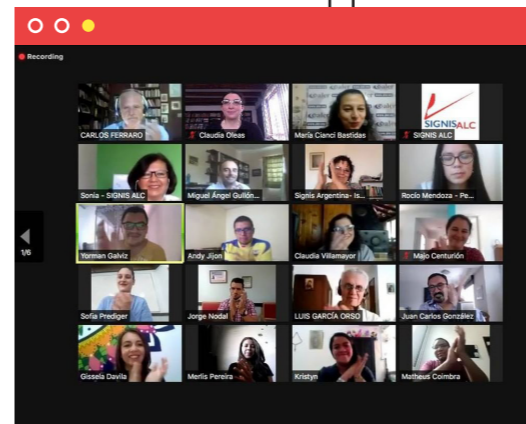 Recording
CARLOS FERRARO
Claudia Oleas
María Cianci Bastidas
SIGNISALC
SIGNIS ALC
Sonia - SIGNIS ALC
Miguel Ángel Gullón...
Signis Argentina- Is...
Rocío Mendoza - Pe...
1/6
Yorman Galviz
Andy Jijon
Claudia Villamayor
Majo Centurión
Sofia Prediger
Jorge Nodal
LUIS GARCÍA ORSO
Juan Carlos González
Gissela Davila
Merlis Pereira
Kristyn
Matheus Coimbra